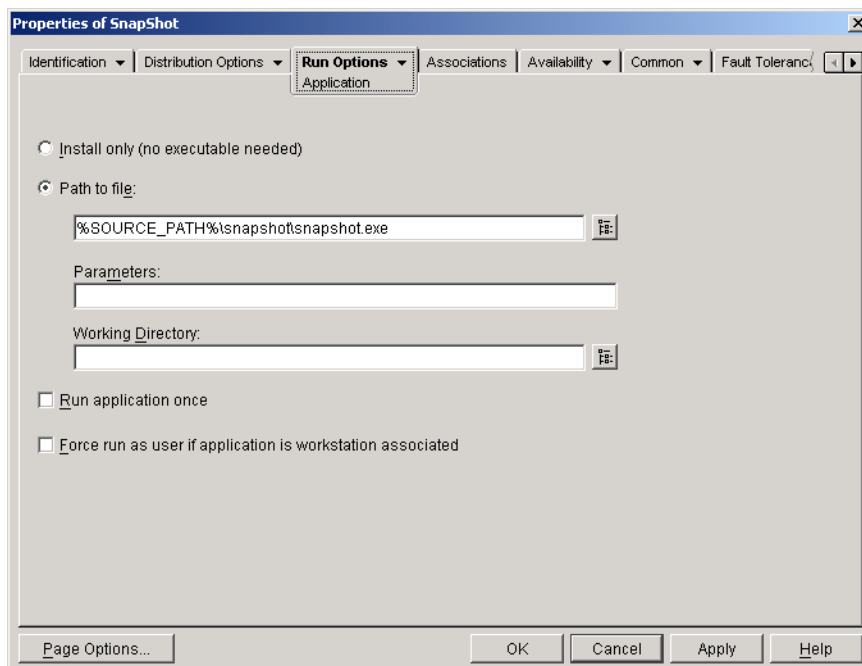 Properties of SnapShot
Identification Distribution Options Run Options Associations Availability Common Fault Toleranc
Application
Install only (no executable needed)
Path to file:
%SOURCE_PATH%\snapshot\snapshot.exe
Parameters:
Working Directory:
Run application once
Force run as user if application is workstation associated
Page Options... OK Cancel Apply Help